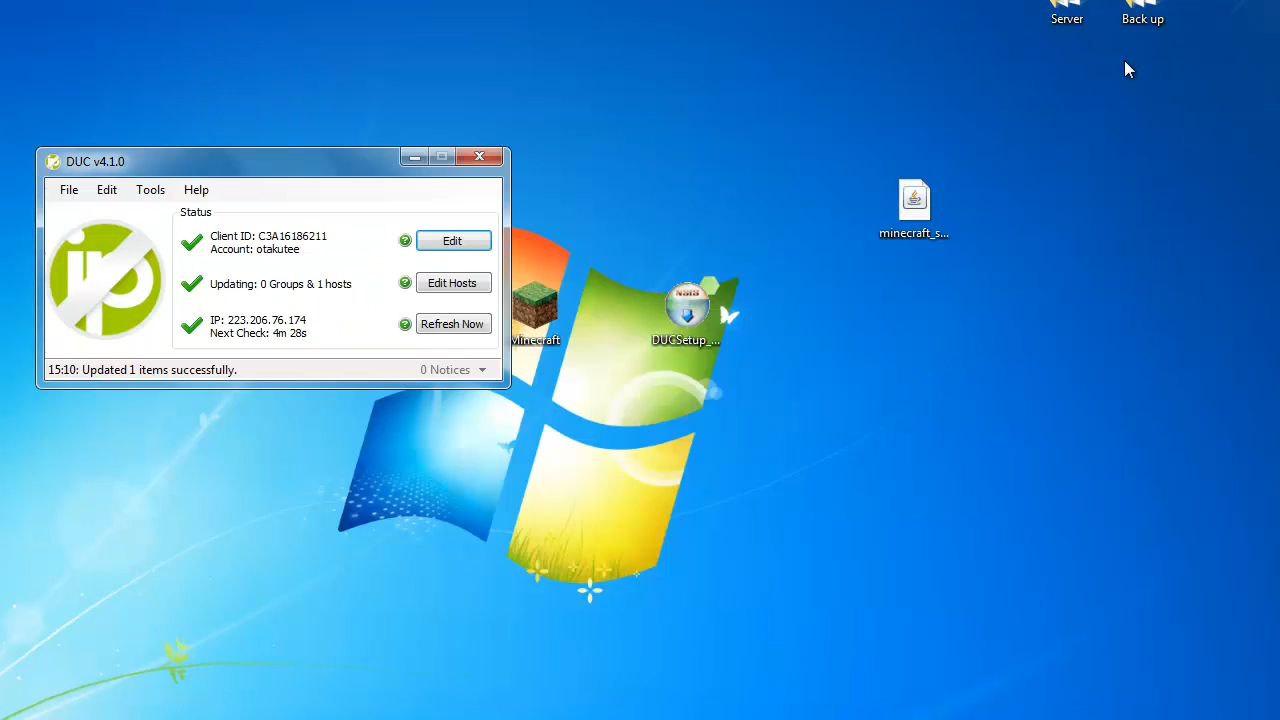 Server
Back up
DUC v4.1.0
File Edit Tools Help
Status
Client ID: C3A16186211
Account: otakutee
Edit
Updating: 0 Groups & 1 hosts
Edit Hosts
IP: 223.206.76.174
Next Check: 4m 28s
Refresh Now
15:10: Updated 1 items successfully.
0 Notices
ip
minecraft_s...
Minecraft
DUCSetup_...